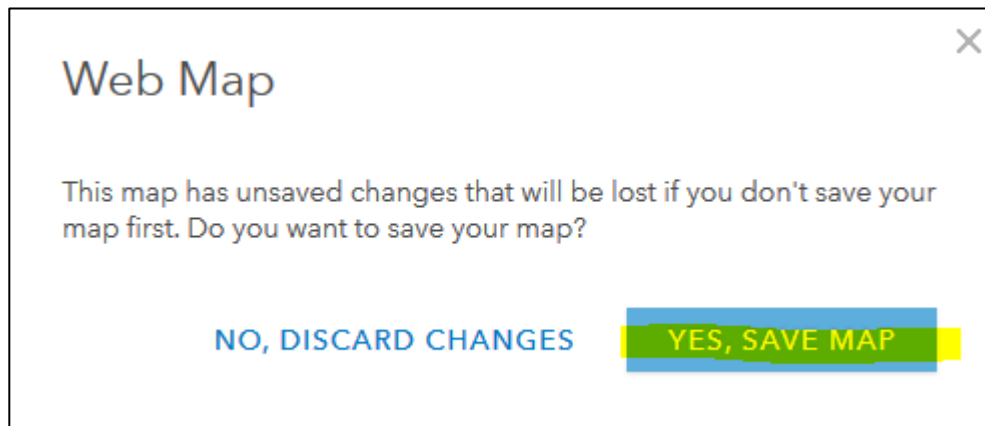 Web Map
This map has unsaved changes that will be lost if you don't save your
map first. Do you want to save your map?
NO, DISCARD CHANGES YES, SAVE MAP